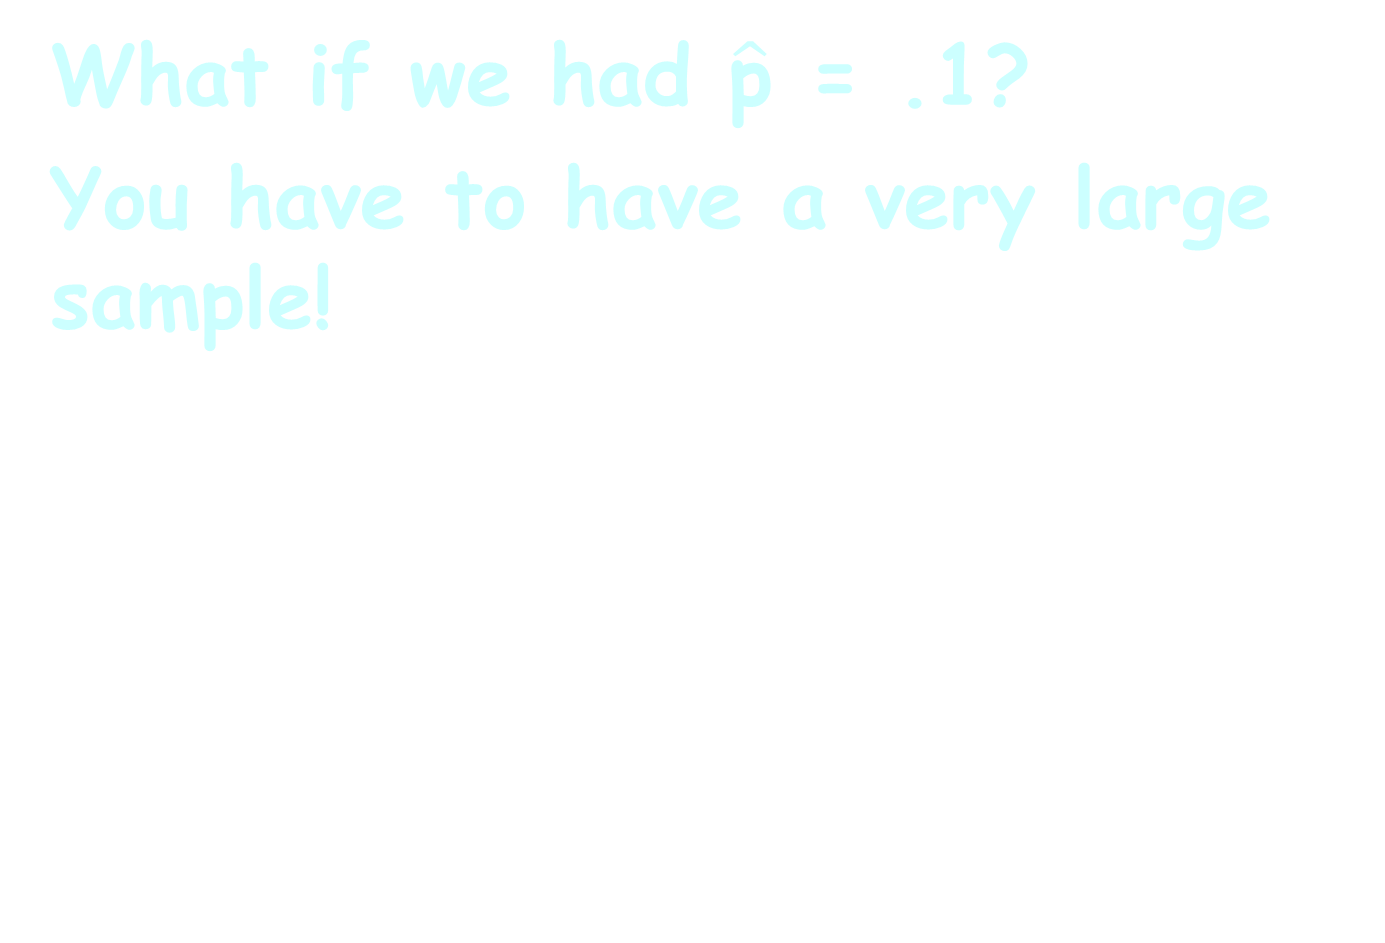 What if we had p̂ = .1?
You have to have a very large
sample!